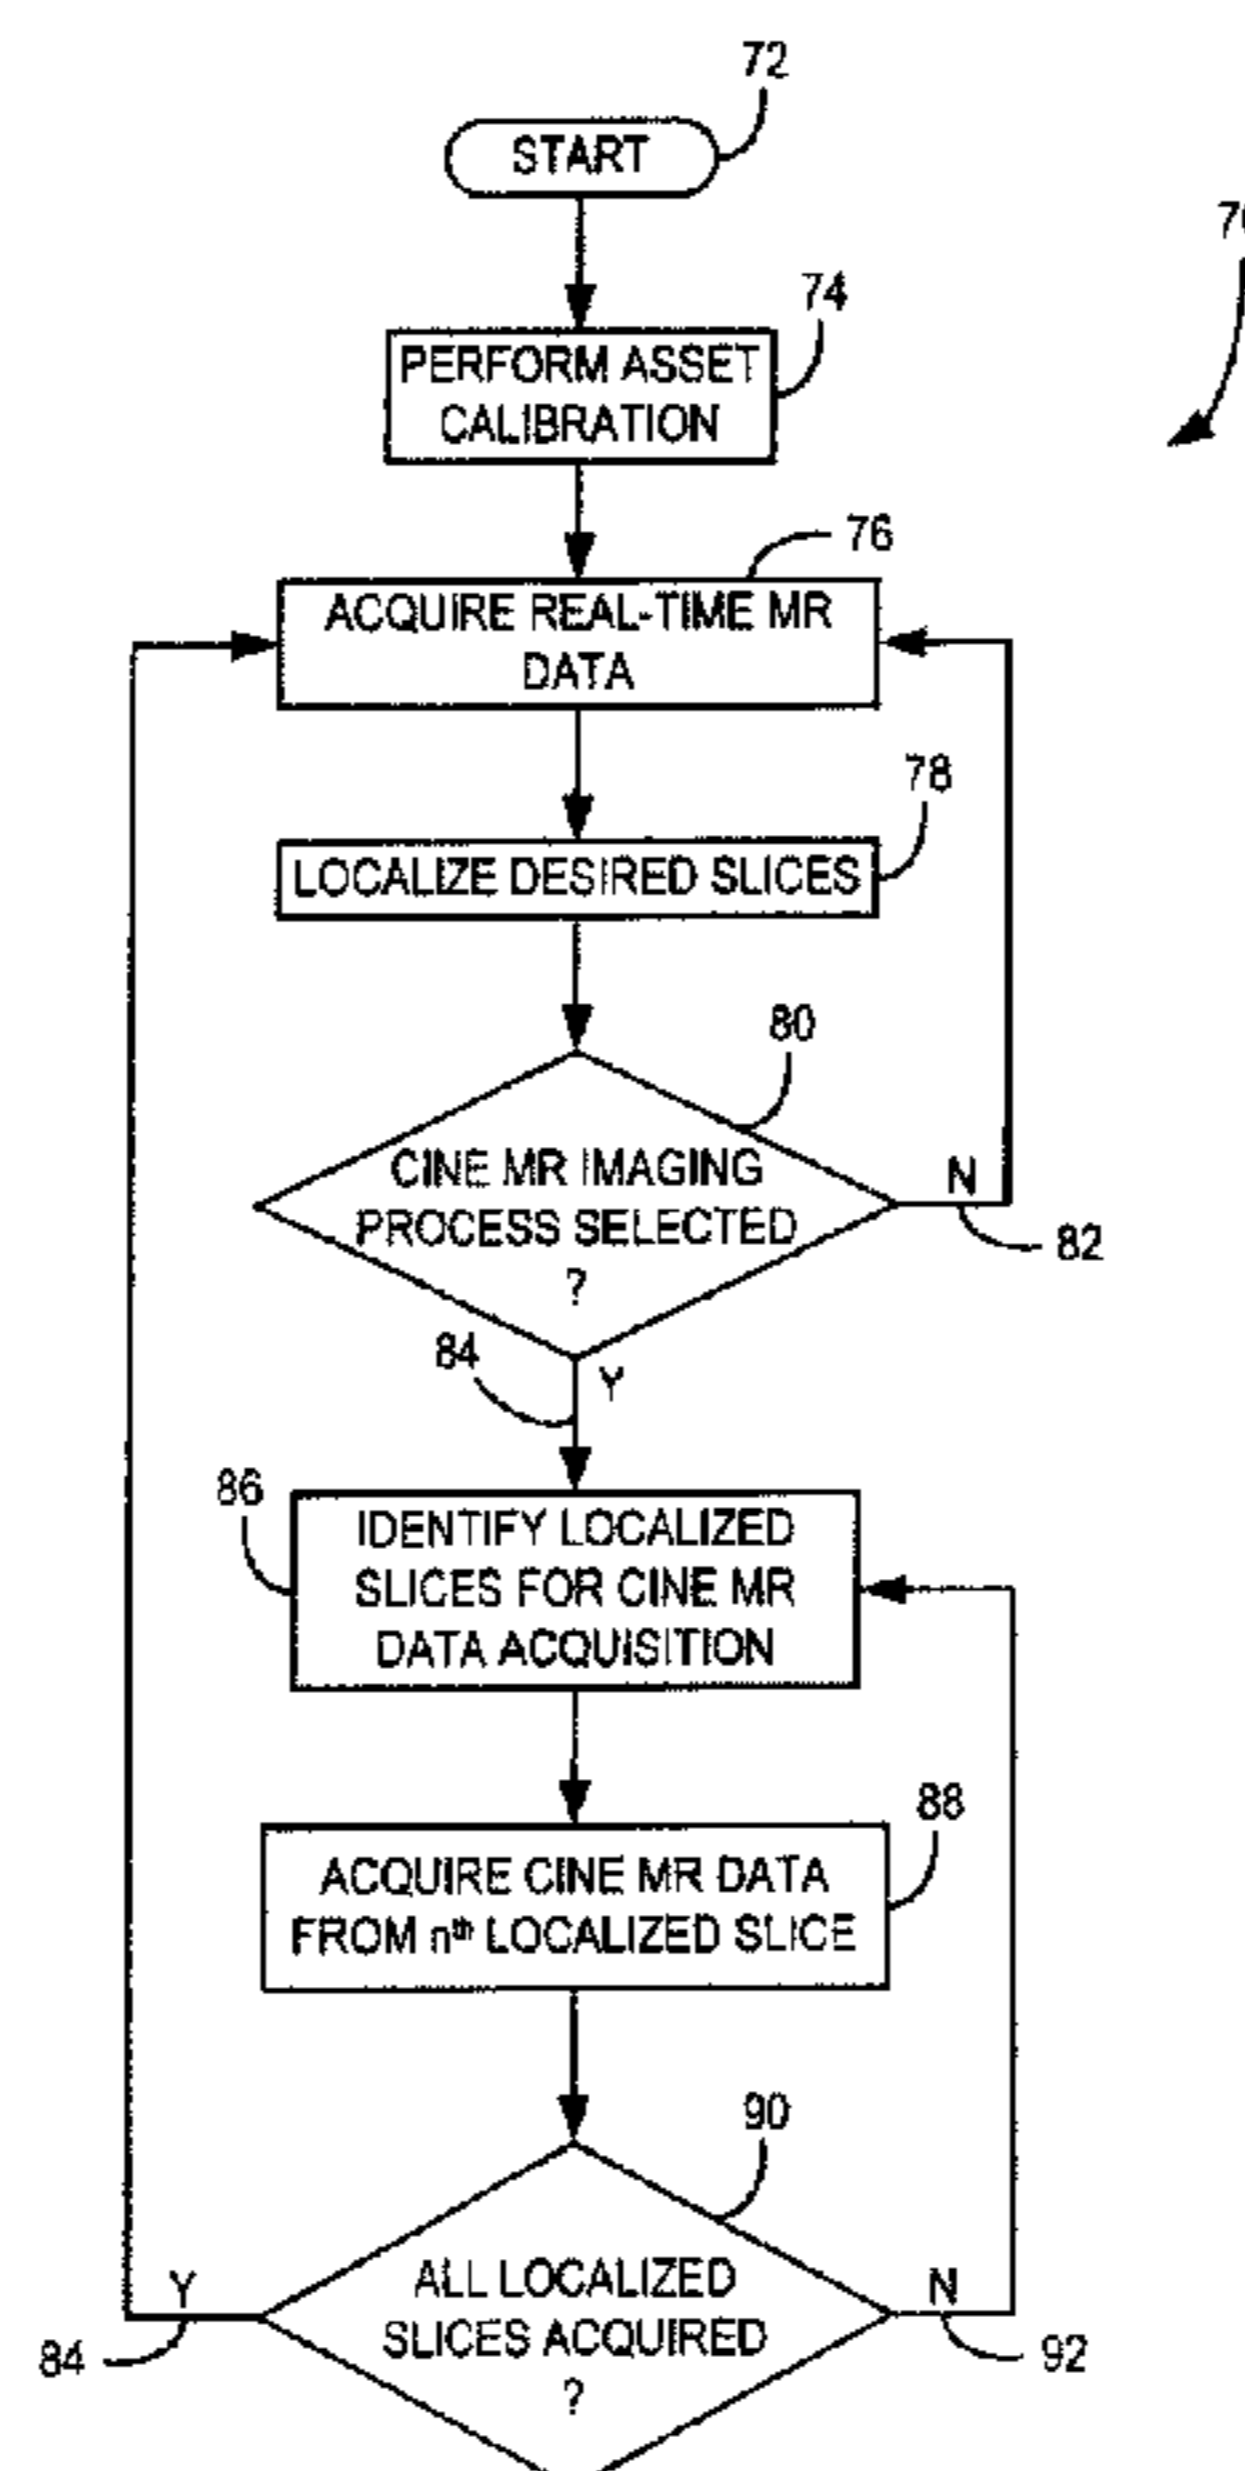 72
START
74
PERFORM ASSET
CALIBRATION
76
ACQUIRE REAL-TIME MR
DATA
78
LOCALIZE DESIRED SLICES
80
CINE MR IMAGING
PROCESS SELECTED
?
N
82
84
Y
86
IDENTIFY LOCALIZED
SLICES FOR CINE MR
DATA ACQUISITION
88
ACQUIRE CINE MR DATA
FROM nth LOCALIZED SLICE
90
ALL LOCALIZED
SLICES ACQUIRED
?
Y
84
N
92